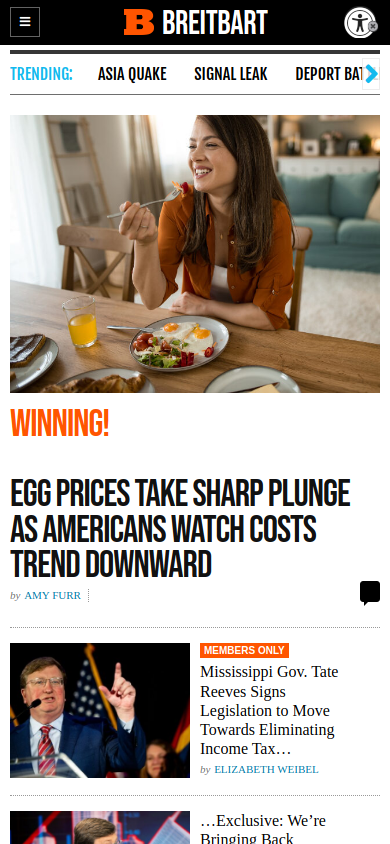 BREITBART
TRENDING:
ASIA QUAKE
SIGNAL LEAK
DEPORT BAT
WINNING!
EGG PRICES TAKE SHARP PLUNGE
AS AMERICANS WATCH COSTS
TREND DOWNWARD
by AMY FURR
MEMBERS ONLY
Mississippi Gov. Tate
Reeves Signs
Legislation to Move
Towards Eliminating
Income Tax…
by ELIZABETH WEIBEL
…Exclusive: We’re
Bringing Back